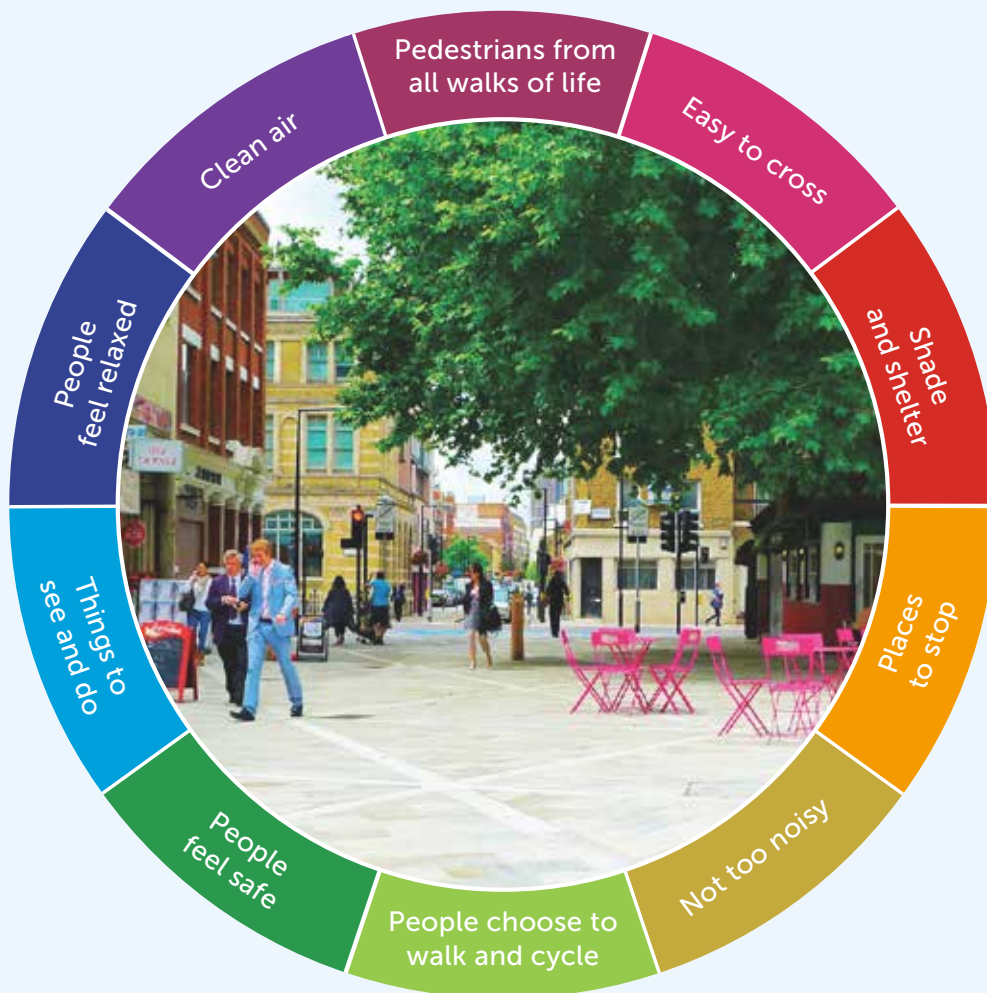 Pedestrians from
all walks of life
Easy to cross
Shade
and shelter
Places
to stop
Not too noisy
People choose to
walk and cycle
People
feel safe
Things to
see and do
People
feel relaxed
Clean air